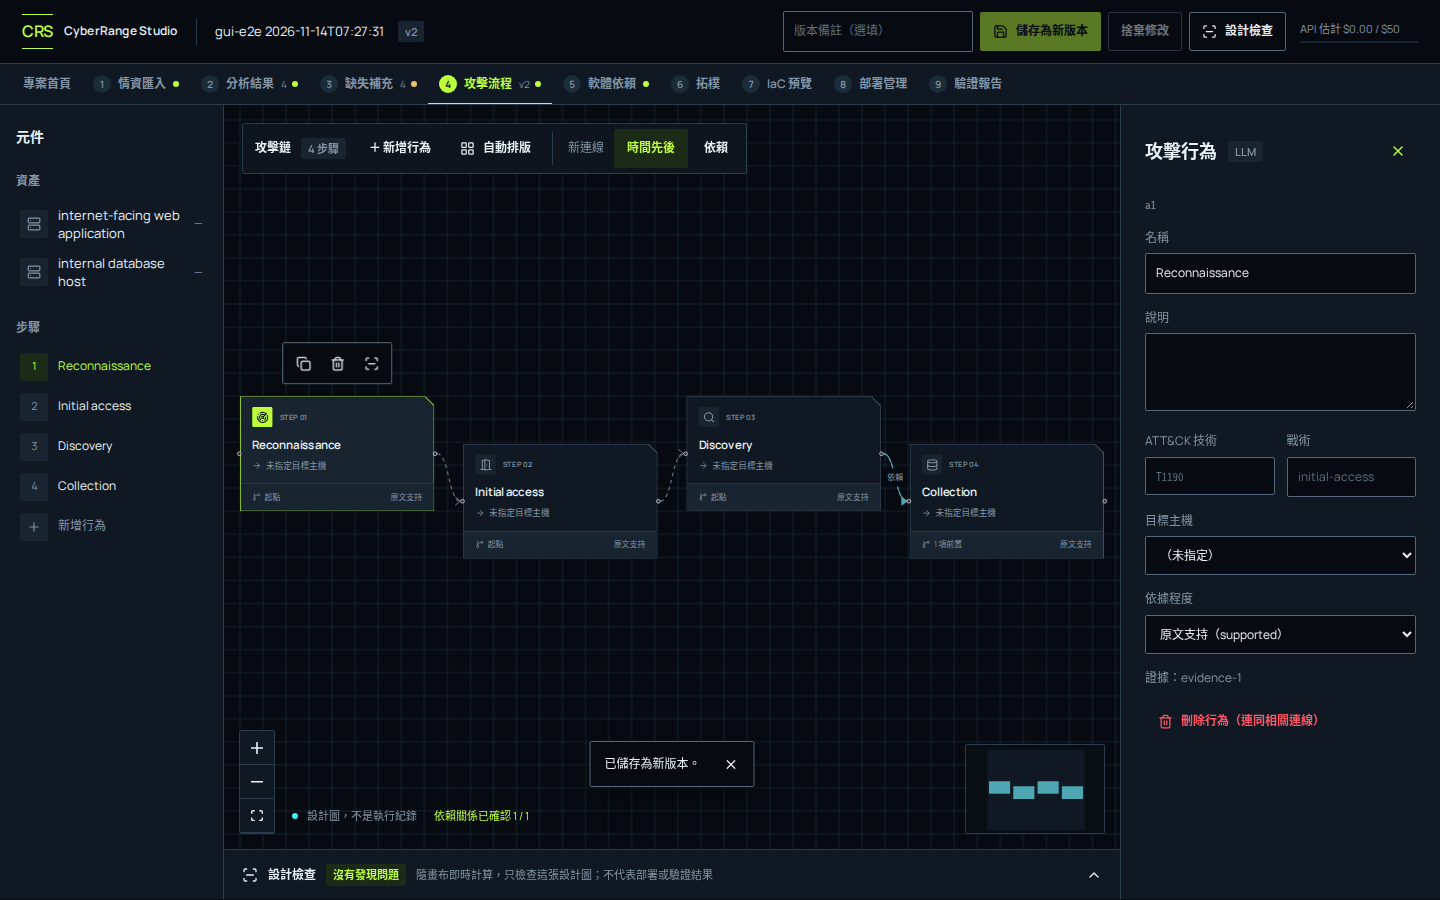 CRS CyberRange Studio gui-e2e 2026-11-14T07:27:31 v2 版本備註（選填） 儲存為新版本 捨棄修改 設計檢查 API 估計 $0.00 / $50
專案首頁 1 情資匯入 2 分析結果 4 3 缺失補充 4 4 攻擊流程 v2 5 軟體依賴 6 拓樸 7 IaC 預覽 8 部署管理 9 驗證報告
元件
資產
internet-facing web
application
internal database
host
步驟
1 Reconnaissance
2 Initial access
3 Discovery
4 Collection
新增行為
攻擊鏈 4 步驟 新增行為 自動排版 新連線 時間先後 依賴
STEP 01
Reconnaissance
未指定目標主機
起點 原文支持
STEP 02
Initial access
未指定目標主機
起點 原文支持
STEP 03
Discovery
未指定目標主機
起點 原文支持
依賴
STEP 04
Collection
未指定目標主機
1 項前置 原文支持
已儲存為新版本。
設計圖，不是執行紀錄 依賴關係已確認 1 / 1
設計檢查 沒有發現問題 隨畫布即時計算，只檢查這張設計圖；不代表部署或驗證結果
攻擊行為 LLM
a1
名稱
Reconnaissance
說明
ATT&CK 技術 戰術
T1190 initial-access
目標主機
（未指定）
依據程度
原文支持（supported）
證據：evidence-1
刪除行為（連同相關連線）